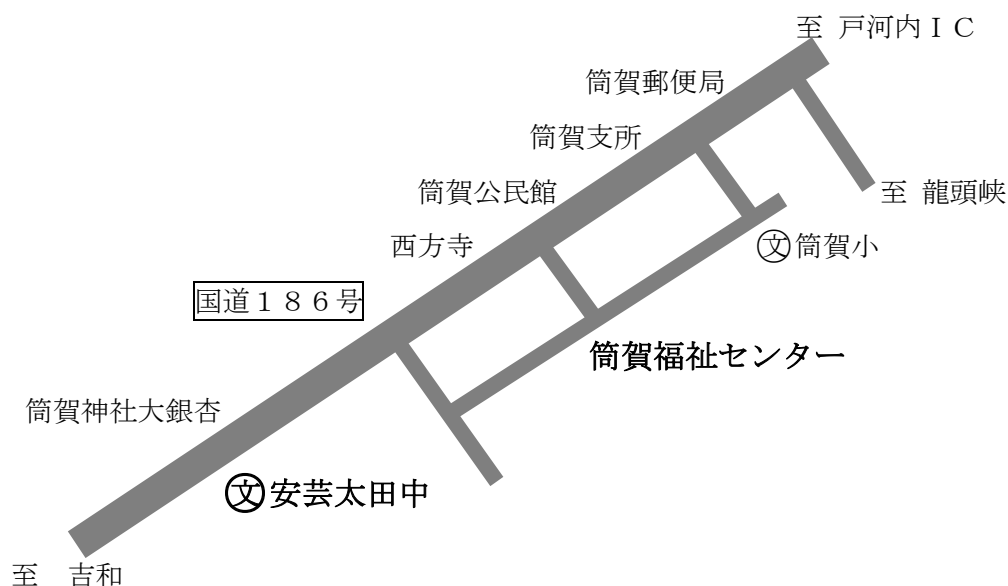 至 戸河内ＩＣ
筒賀郵便局
筒賀支所
筒賀公民館
至 龍頭峡
西方寺
㊫筒賀小
国道１８６号
筒賀福祉センター
筒賀神社大銀杏
㊫安芸太田中
至 吉和